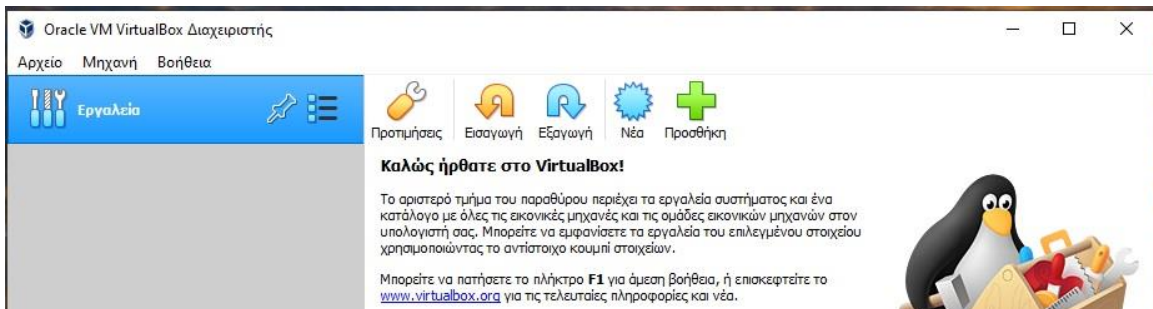 Oracle VM VirtualBox Διαχειριστής
Αρχείο Μηχανή Βοήθεια
Εργαλεία
Προτιμήσεις Εισαγωγή Εξαγωγή Νέα Προσθήκη
Καλώς ήρθατε στο VirtualBox!
Το αριστερό τμήμα του παραθύρου περιέχει τα εργαλεία συστήματος και ένα
κατάλογο με όλες τις εικονικές μηχανές και τις ομάδες εικονικών μηχανών στον
υπολογιστή σας. Μπορείτε να εμφανίσετε τα εργαλεία του επιλεγμένου στοιχείου
χρησιμοποιώντας το αντίστοιχο κουμπί στοιχείων.
Μπορείτε να πατήσετε το πλήκτρο F1 για άμεση βοήθεια, ή επισκεφτείτε το
www.virtualbox.org για τις τελευταίες πληροφορίες και νέα.